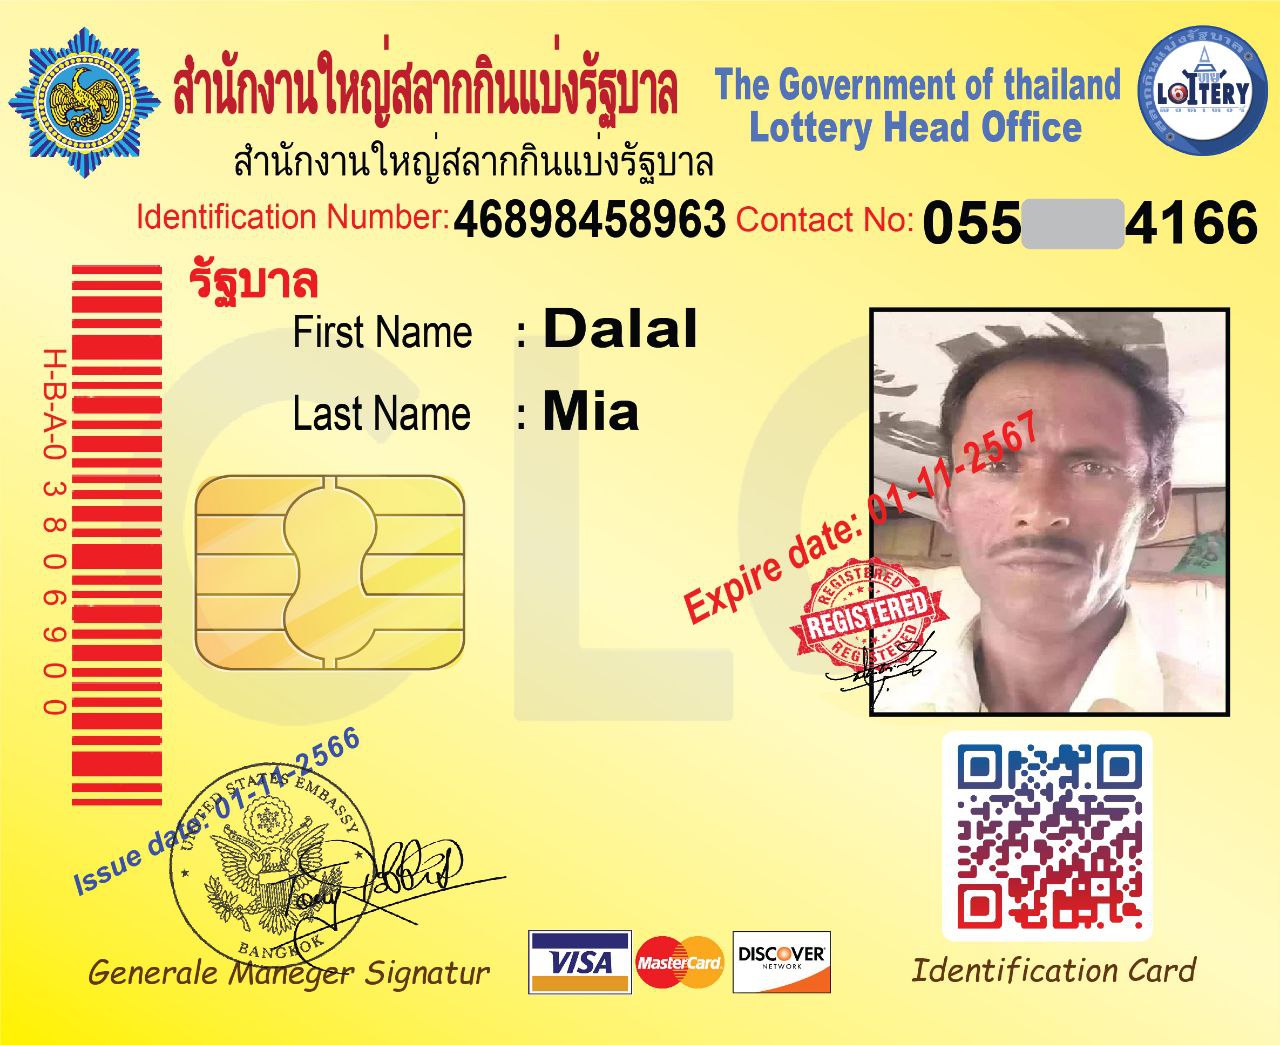 สำนักงานใหญ่สลากกินแบ่งรัฐบาล
สำนักงานใหญ่สลากกินแบ่งรัฐบาล
The Government of thailand
Lottery Head Office
LOTTERY
Identification Number: 46898458963 Contact No: 055 4166
รัฐบาล
First Name : Dalal
Last Name : Mia
H-B-A-0 3 8 0 6 9 0 0
CLO
Expire date: 01-11-2567
REGISTERED
REGISTERED
REGISTERED
Issue date: 01-11-2566
UNITED STATES EMBASSY
BANGKOK
Generale Maneger Signatur
VISA
MasterCard
DISCOVER
NETWORK
Identification Card